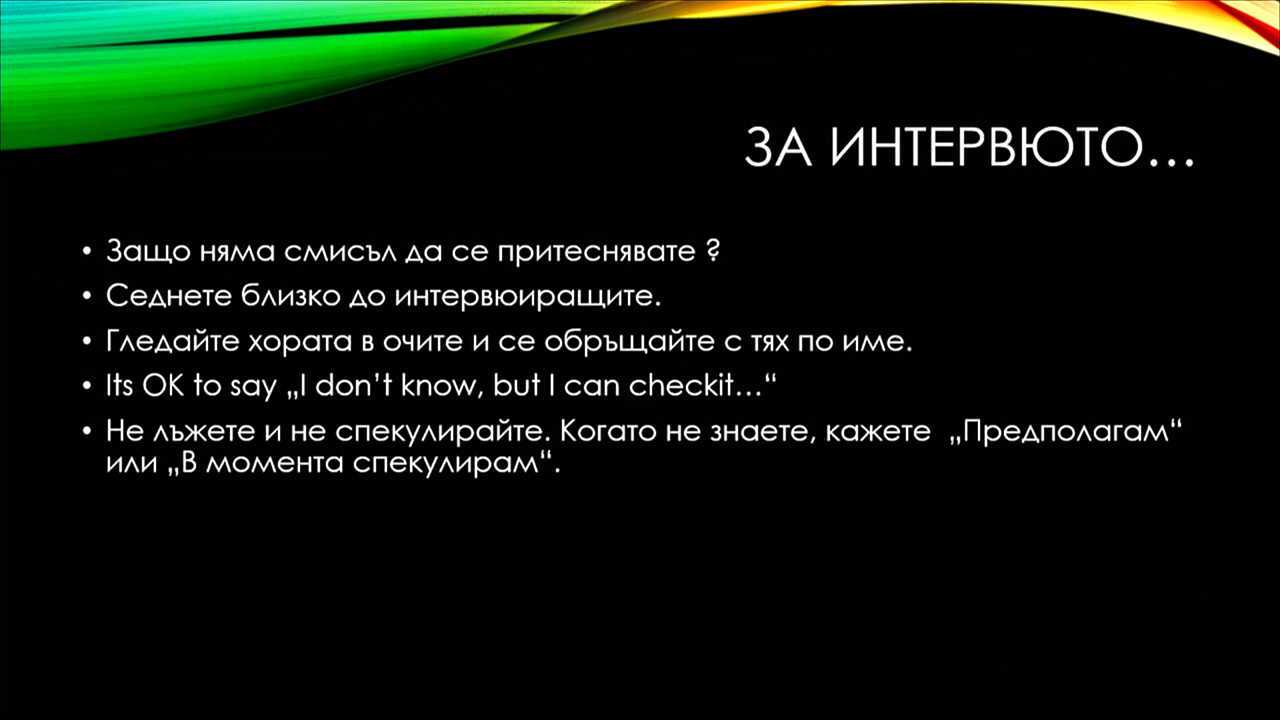 ЗА ИНТЕРВЮТО...
• Защо няма смисъл да се притеснявате ?
• Седнете близко до интервюиращите.
• Гледайте хората в очите и се обръщайте с тях по име.
• Its OK to say „I don’t know, but I can checkit...“
• Не лъжете и не спекулирайте. Когато не знаете, кажете „Предполагам“
или „В момента спекулирам“.